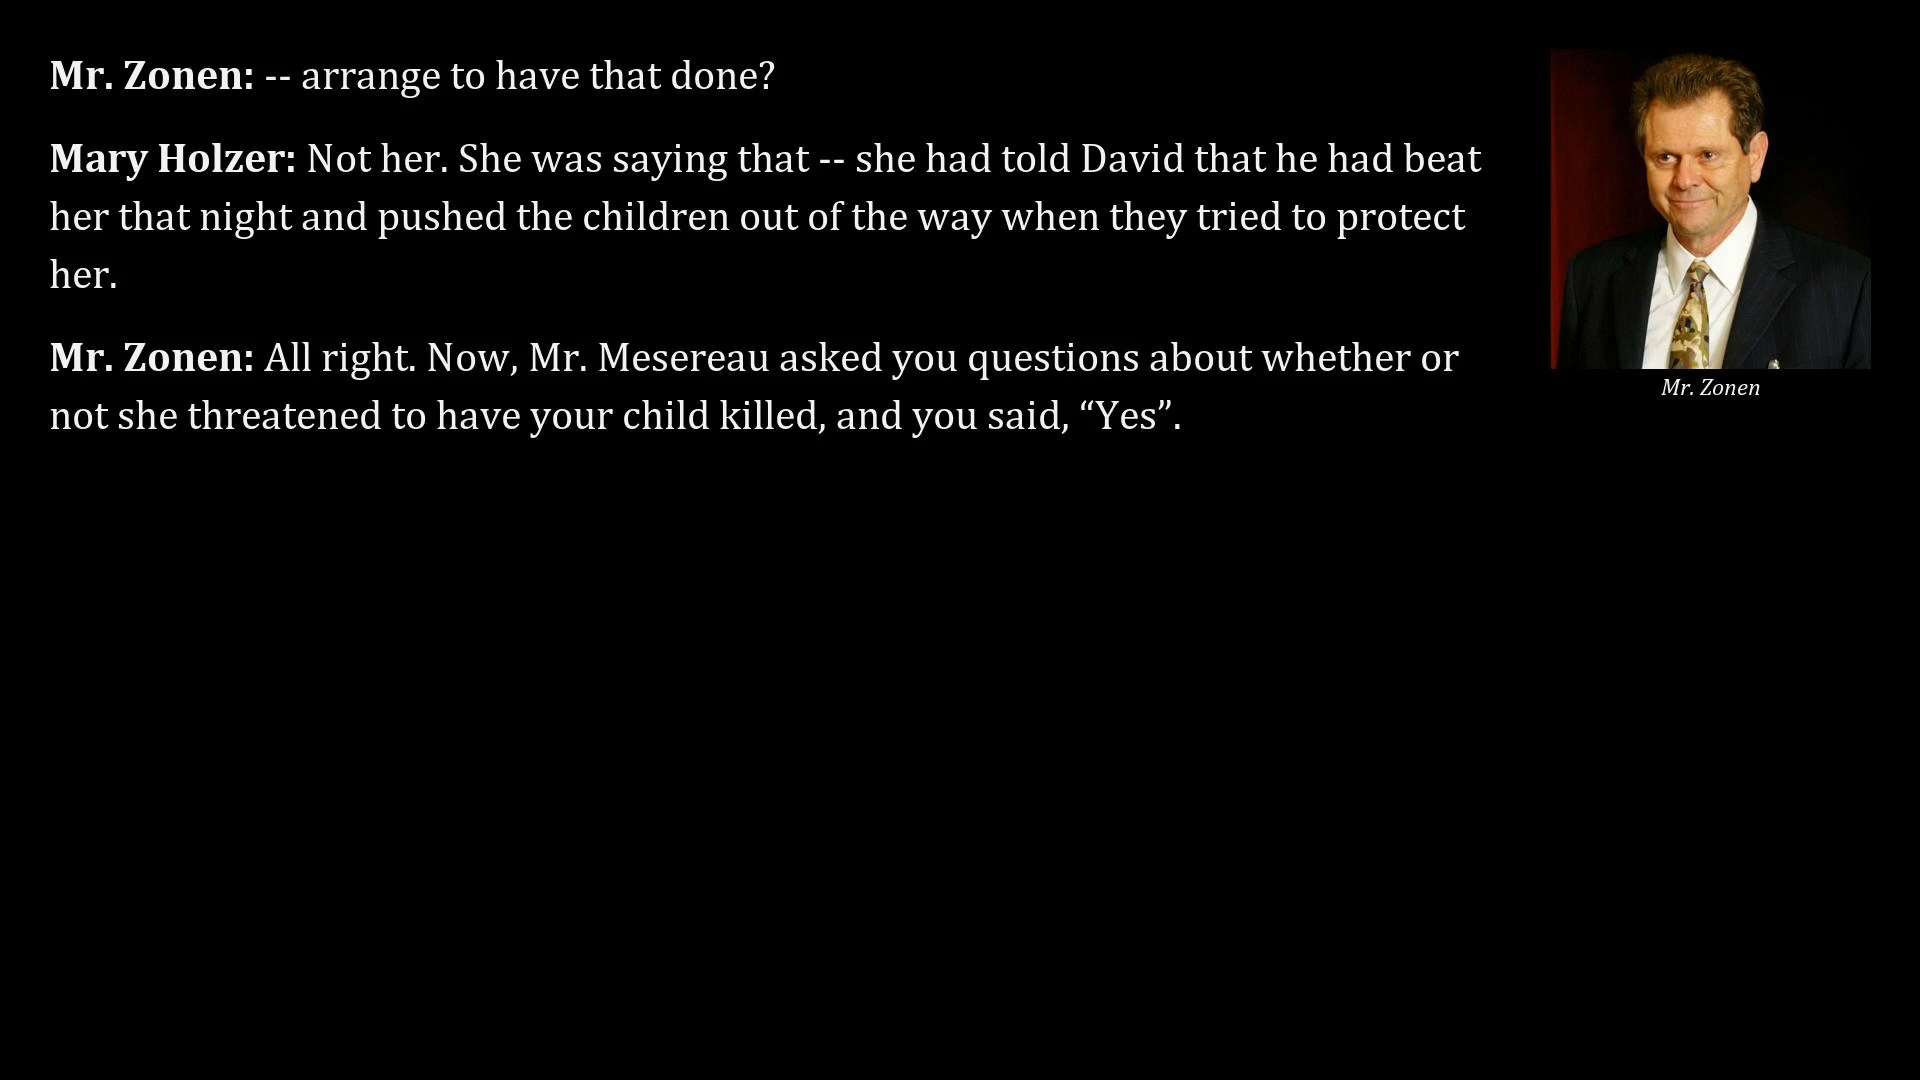 Mr. Zonen: -- arrange to have that done?
Mary Holzer: Not her. She was saying that -- she had told David that he had beat
her that night and pushed the children out of the way when they tried to protect
her.
Mr. Zonen: All right. Now, Mr. Mesereau asked you questions about whether or
not she threatened to have your child killed, and you said, “Yes”.
Mr. Zonen